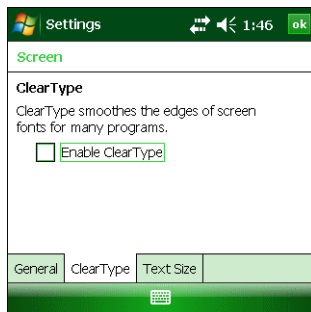 Settings 1:46 ok
Screen
ClearType
ClearType smoothes the edges of screen
fonts for many programs.
Enable ClearType
General ClearType Text Size